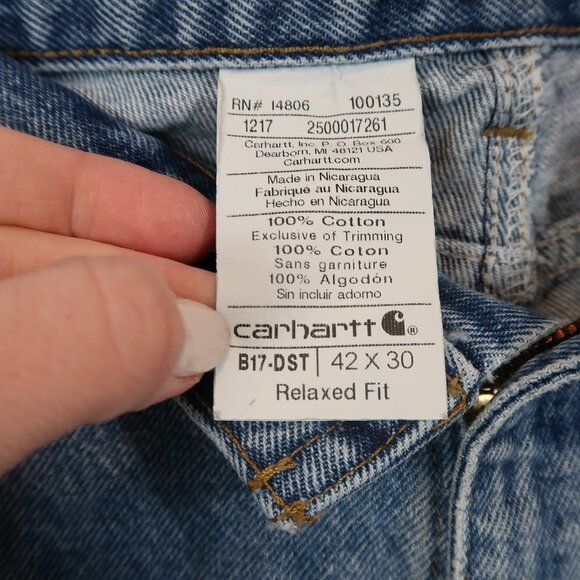 RN# 14806 100135
1217 2500017261
Carhartt, Inc. P. O. Box 600
Dearborn, MI 48121 USA
Carhartt.com
Made in Nicaragua
Fabriqué au Nicaragua
Hecho en Nicaragua
100% Cotton
Exclusive of Trimming
100% Coton
Sans garniture
100% Algodón
Sin incluir adorno
carhartt ®
B17-DST 42 X 30
Relaxed Fit